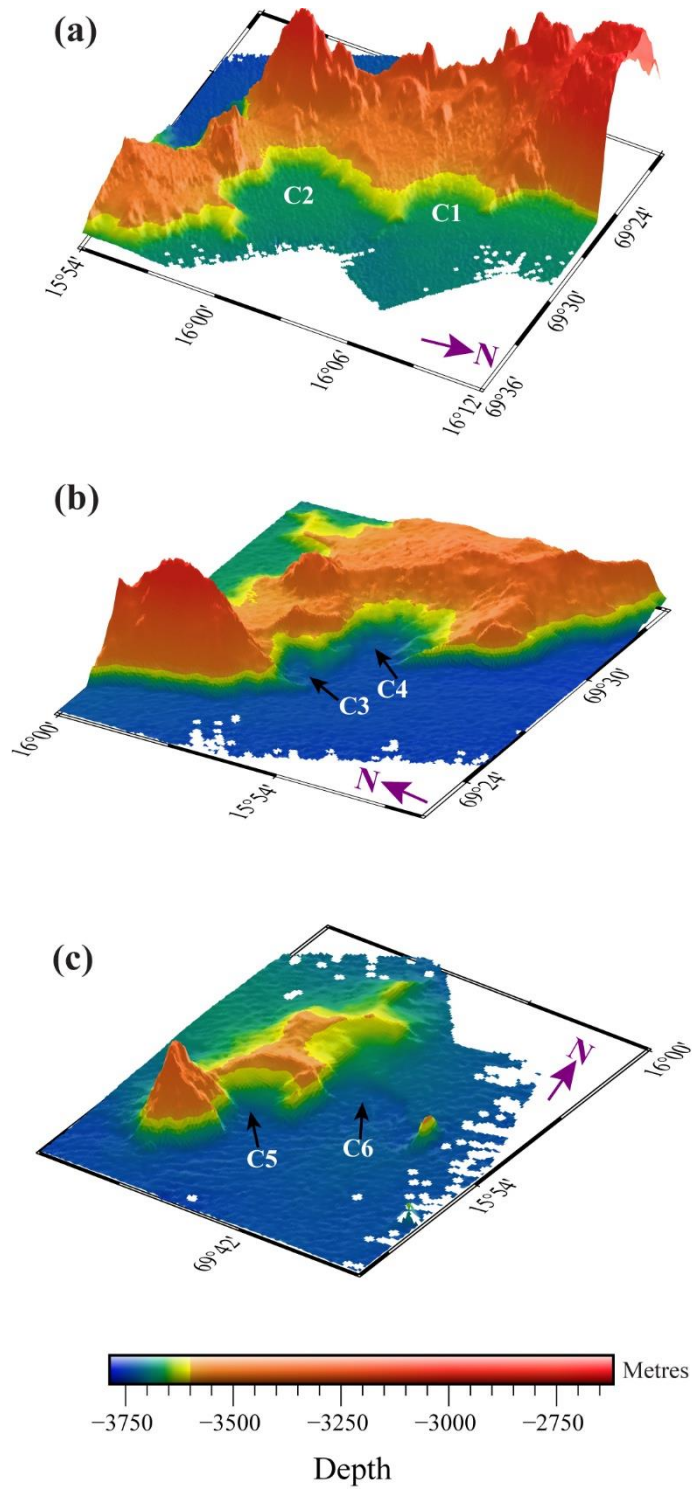 (a)
C2
C1
15°54'
16°00'
16°06'
16°12'
69°36'
69°30'
69°24'
N
(b)
C3
C4
16°00'
15°54'
69°24'
69°30'
N
(c)
C5
C6
69°42'
15°54'
16°00'
N
Metres
−3750 −3500 −3250 −3000 −2750
Depth